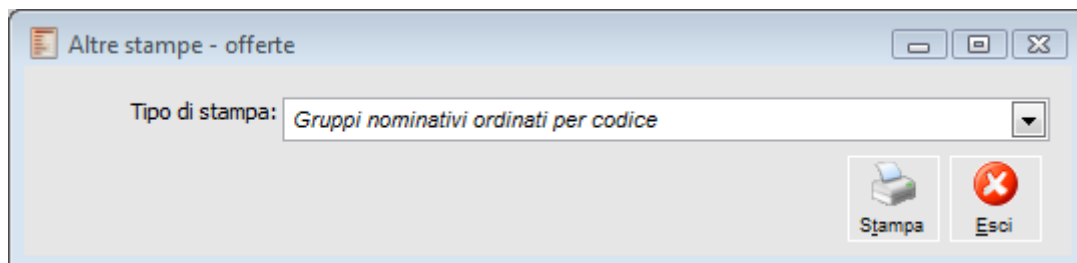 Altre stampe - offerte
Tipo di stampa: Gruppi nominativi ordinati per codice
Stampa Esci